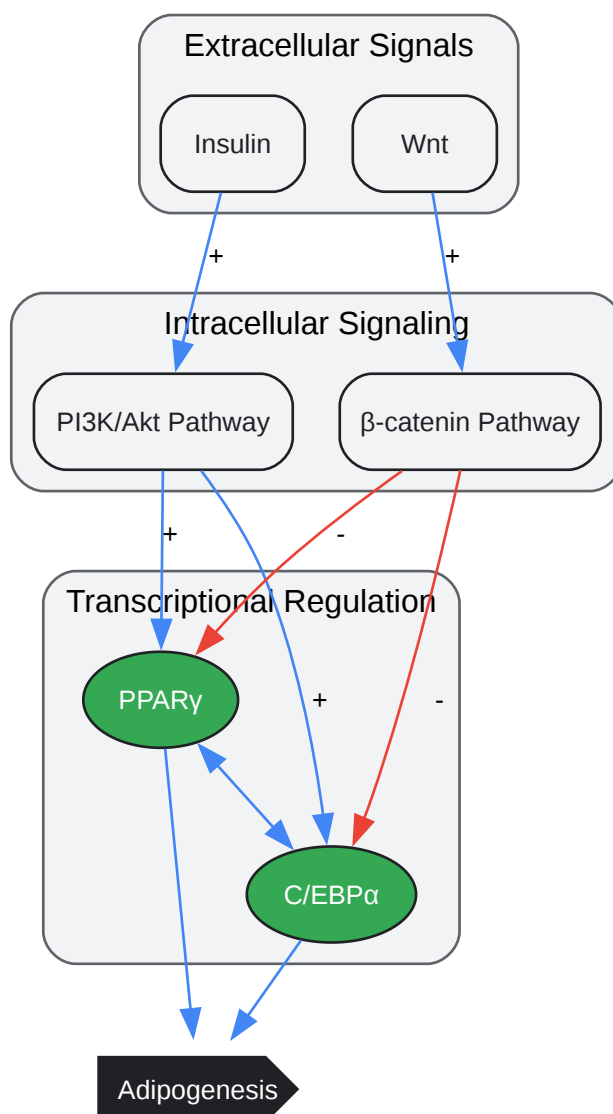 Extracellular Signals
Insulin
Wnt
+
+
Intracellular Signaling
PI3K/Akt Pathway
β-catenin Pathway
+
-
Transcriptional Regulation
PPARγ
+
-
C/EBPα
Adipogenesis